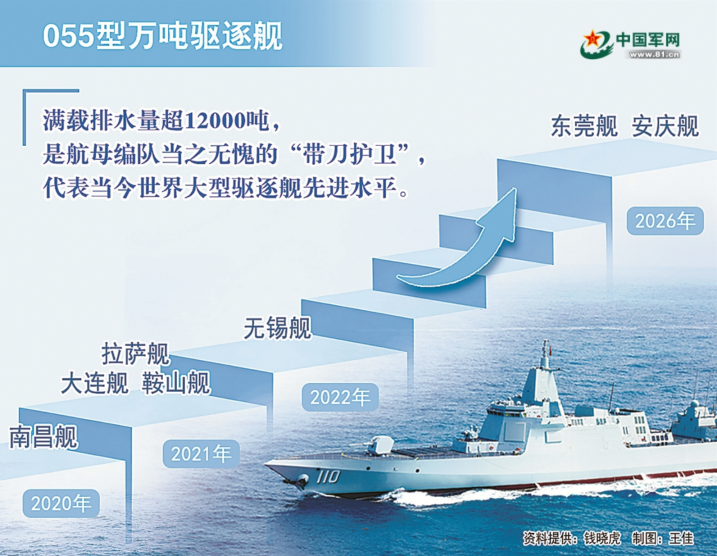 055型万吨驱逐舰
中国军网
www.81.cn
满载排水量超12000吨，
是航母编队当之无愧的“带刀护卫”，
代表当今世界大型驱逐舰先进水平。
东莞舰 安庆舰
2026年
无锡舰
2022年
拉萨舰
大连舰 鞍山舰
2021年
南昌舰
2020年
110
资料提供：钱晓虎 制图：王佳